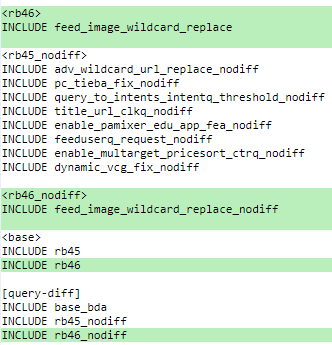 <rb46>
INCLUDE feed_image_wildcard_replace
<rb45_nodiff>
INCLUDE adv_wildcard_url_replace_nodiff
INCLUDE pc_tieba_fix_nodiff
INCLUDE query_to_intents_intentq_threshold_nodiff
INCLUDE title_url_clkq_nodiff
INCLUDE enable_pamixer_edu_app_fea_nodiff
INCLUDE feeduserq_request_nodiff
INCLUDE enable_multarget_pricesort_ctrq_nodiff
INCLUDE dynamic_vcg_fix_nodiff
<rb46_nodiff>
INCLUDE feed_image_wildcard_replace_nodiff
<base>
INCLUDE rb45
INCLUDE rb46
[query-diff]
INCLUDE base_bda
INCLUDE rb45_nodiff
INCLUDE rb46_nodiff